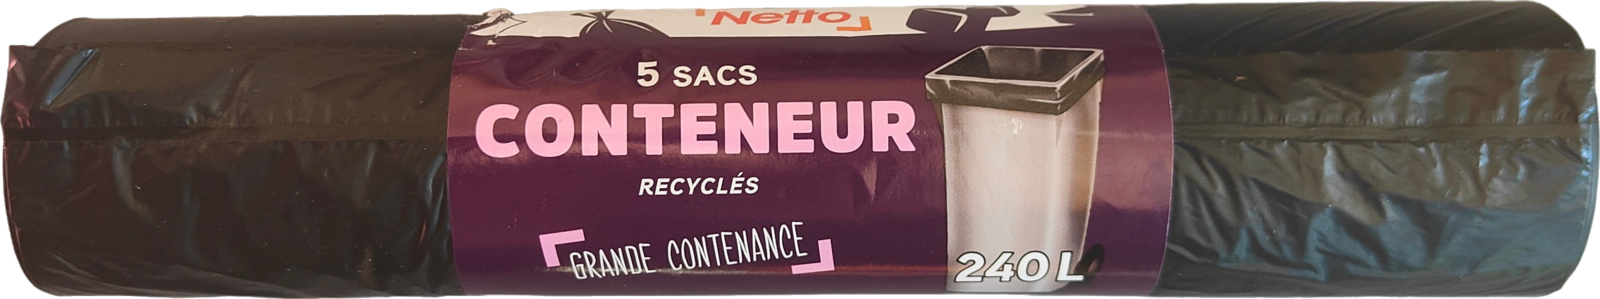 Netto
5 SACS
CONTENEUR
RECYCLÉS
GRANDE CONTENANCE
240 L